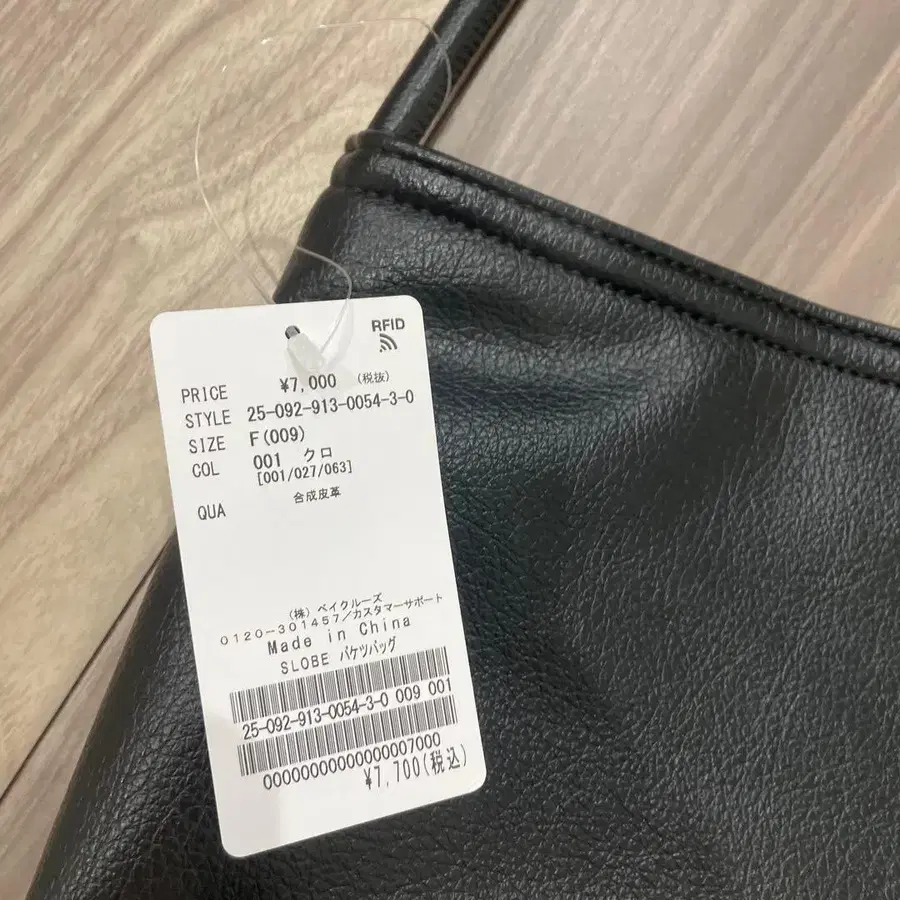 RFID
PRICE ¥7,000 (税抜)
STYLE 25-092-913-0054-3-0
SIZE F(009)
COL 001 クロ
[001/027/063]
QUA 合成皮革
(株)ベイクルーズ
0120-301457/カスタマーサポート
Made in China
SLOBE バケツバッグ
25-092-913-0054-3-0 009 001
00000000000000007000
¥7,700(税込)